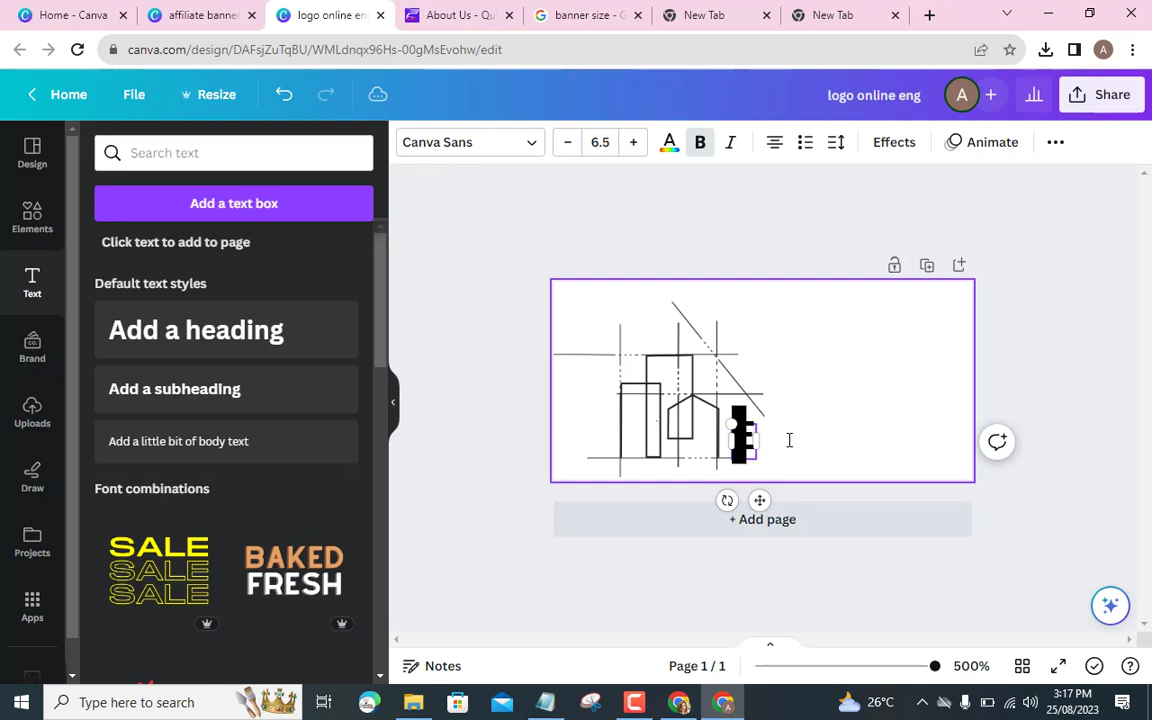 Home - Canva
affiliate banner
logo online eng
About Us - Qu
banner size - G
New Tab
New Tab
canva.com/design/DAFsjZuTqBU/WMLdnqx96Hs-00gMsEvohw/edit
A
Home
File
Resize
logo online eng
A
Share
Design
Elements
Text
Brand
Uploads
Draw
Projects
Apps
Search text
Add a text box
Click text to add to page
Default text styles
Add a heading
Add a subheading
Add a little bit of body text
Font combinations
SALE
SALE
SALE
BAKED
FRESH
Canva Sans
6.5
A
B
I
Effects
Animate
+ Add page
Notes
Page 1 / 1
500%
Type here to search
26°C
3:17 PM
25/08/2023